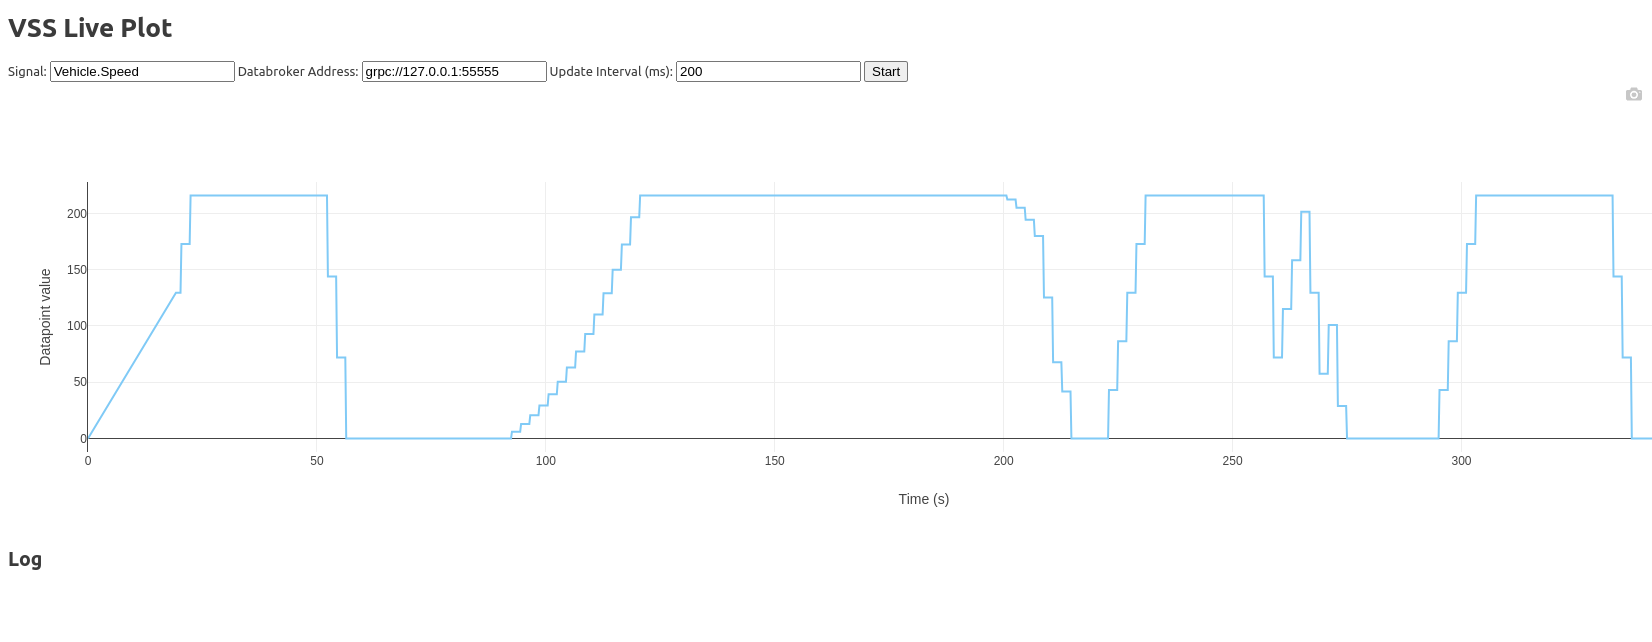 VSS Live Plot
Signal: Vehicle.Speed Databroker Address: grpc://127.0.0.1:55555 Update Interval (ms): 200 Start
200
150
100
50
0
Datapoint value
0 50 100 150 200 250 300
Time (s)
Log